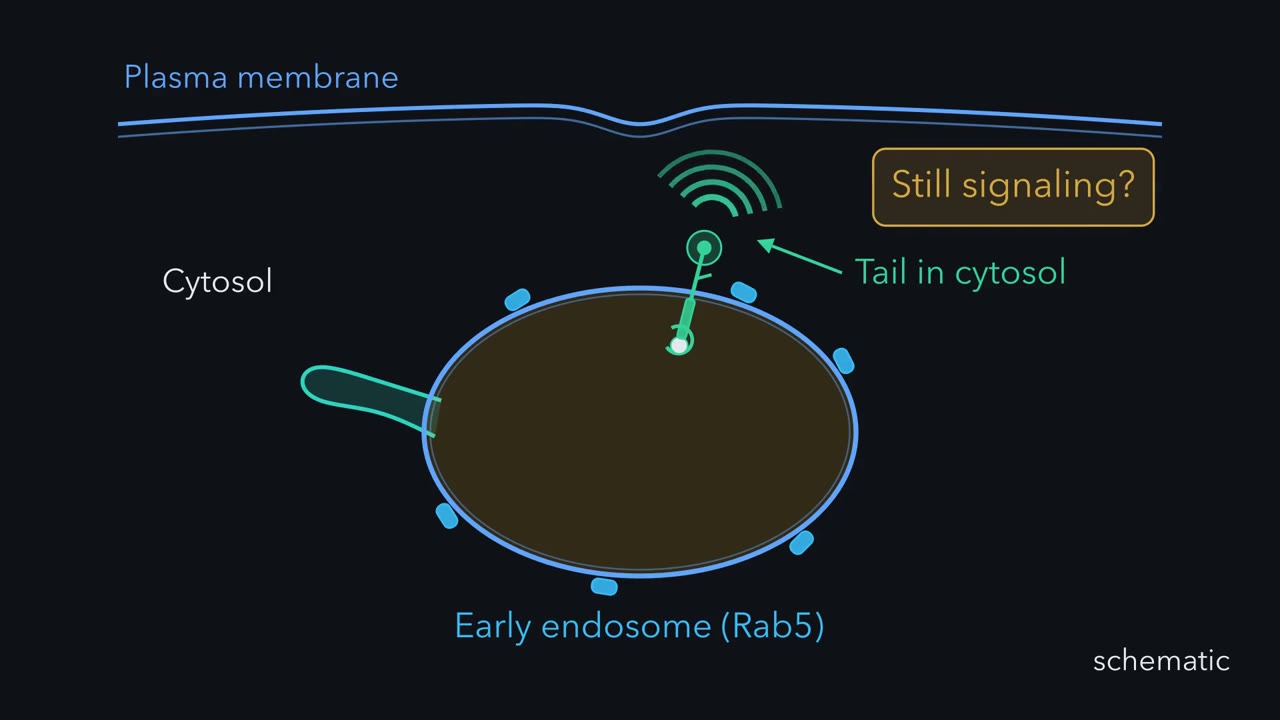 Plasma membrane
Still signaling?
Tail in cytosol
Cytosol
Early endosome (Rab5)
schematic